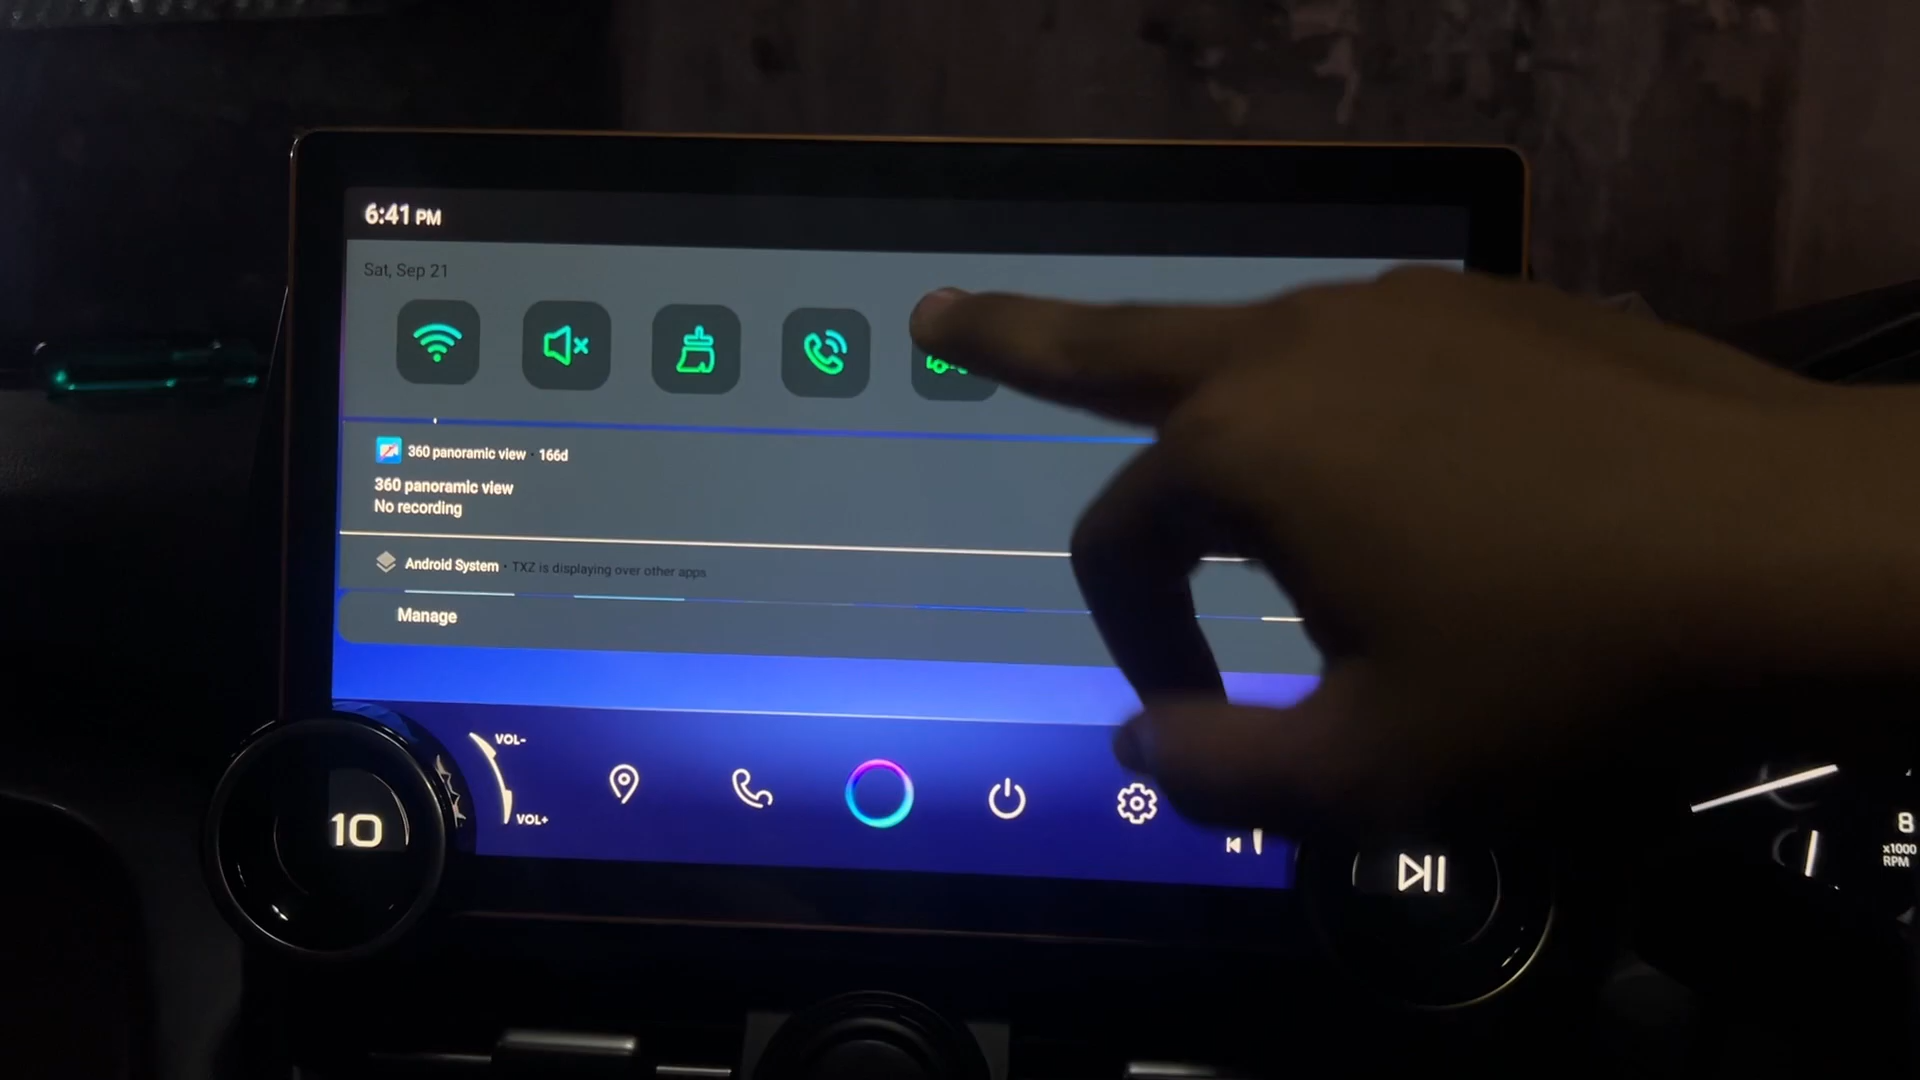 6:41 PM
Sat, Sep 21
360 panoramic view · 166d
360 panoramic view
No recording
Android System · TXZ is displaying over other apps
Manage
VOL-
VOL+
10
8
x1000
RPM